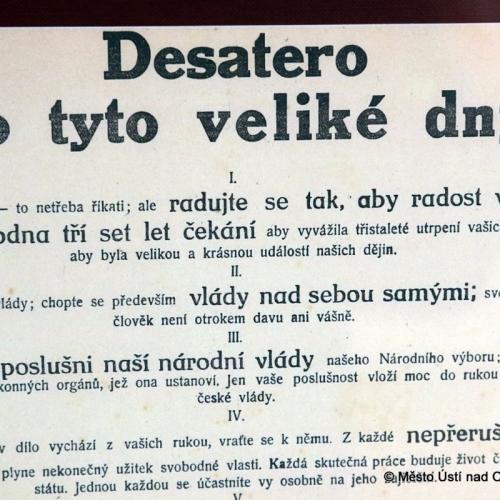 Desatero
o tyto veliké dny
I.
— to netřeba říkati; ale radujte se tak, aby radost v
odna tří set let čekání aby vyvážila třistaleté utrpení vašic
aby byla velikou a krásnou událostí našich dějin.
II.
vlády; chopte se především vlády nad sebou samými; sv
člověk není otrokem davu ani vášně.
III.
poslušni naší národní vlády našeho Národního výboru;
konných orgánů, jež ona ustanoví. Jen vaše poslušnost vloží moc do rukou
české vlády.
IV.
v dílo vychází z vašich rukou, vraťte se k němu. Z každé nepřeruš
plyne nekonečný užitek svobodné vlasti. Každá skutečná práce buduje život č
státu. Jednou každou se účastníte vy osobně na jeho
V
© Město Ústí nad